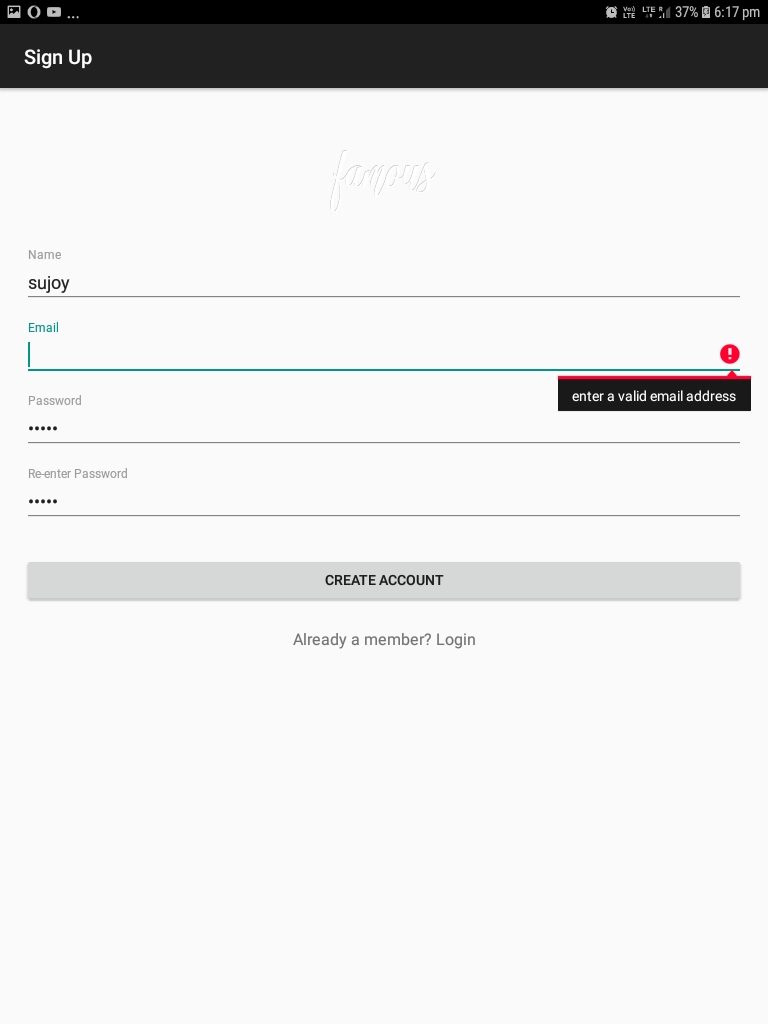 ... Vo)) LTE LTE R 37% 6:17 pm
Sign Up
famous
Name
sujoy
Email
enter a valid email address
Password
•••••
Re-enter Password
•••••
CREATE ACCOUNT
Already a member? Login